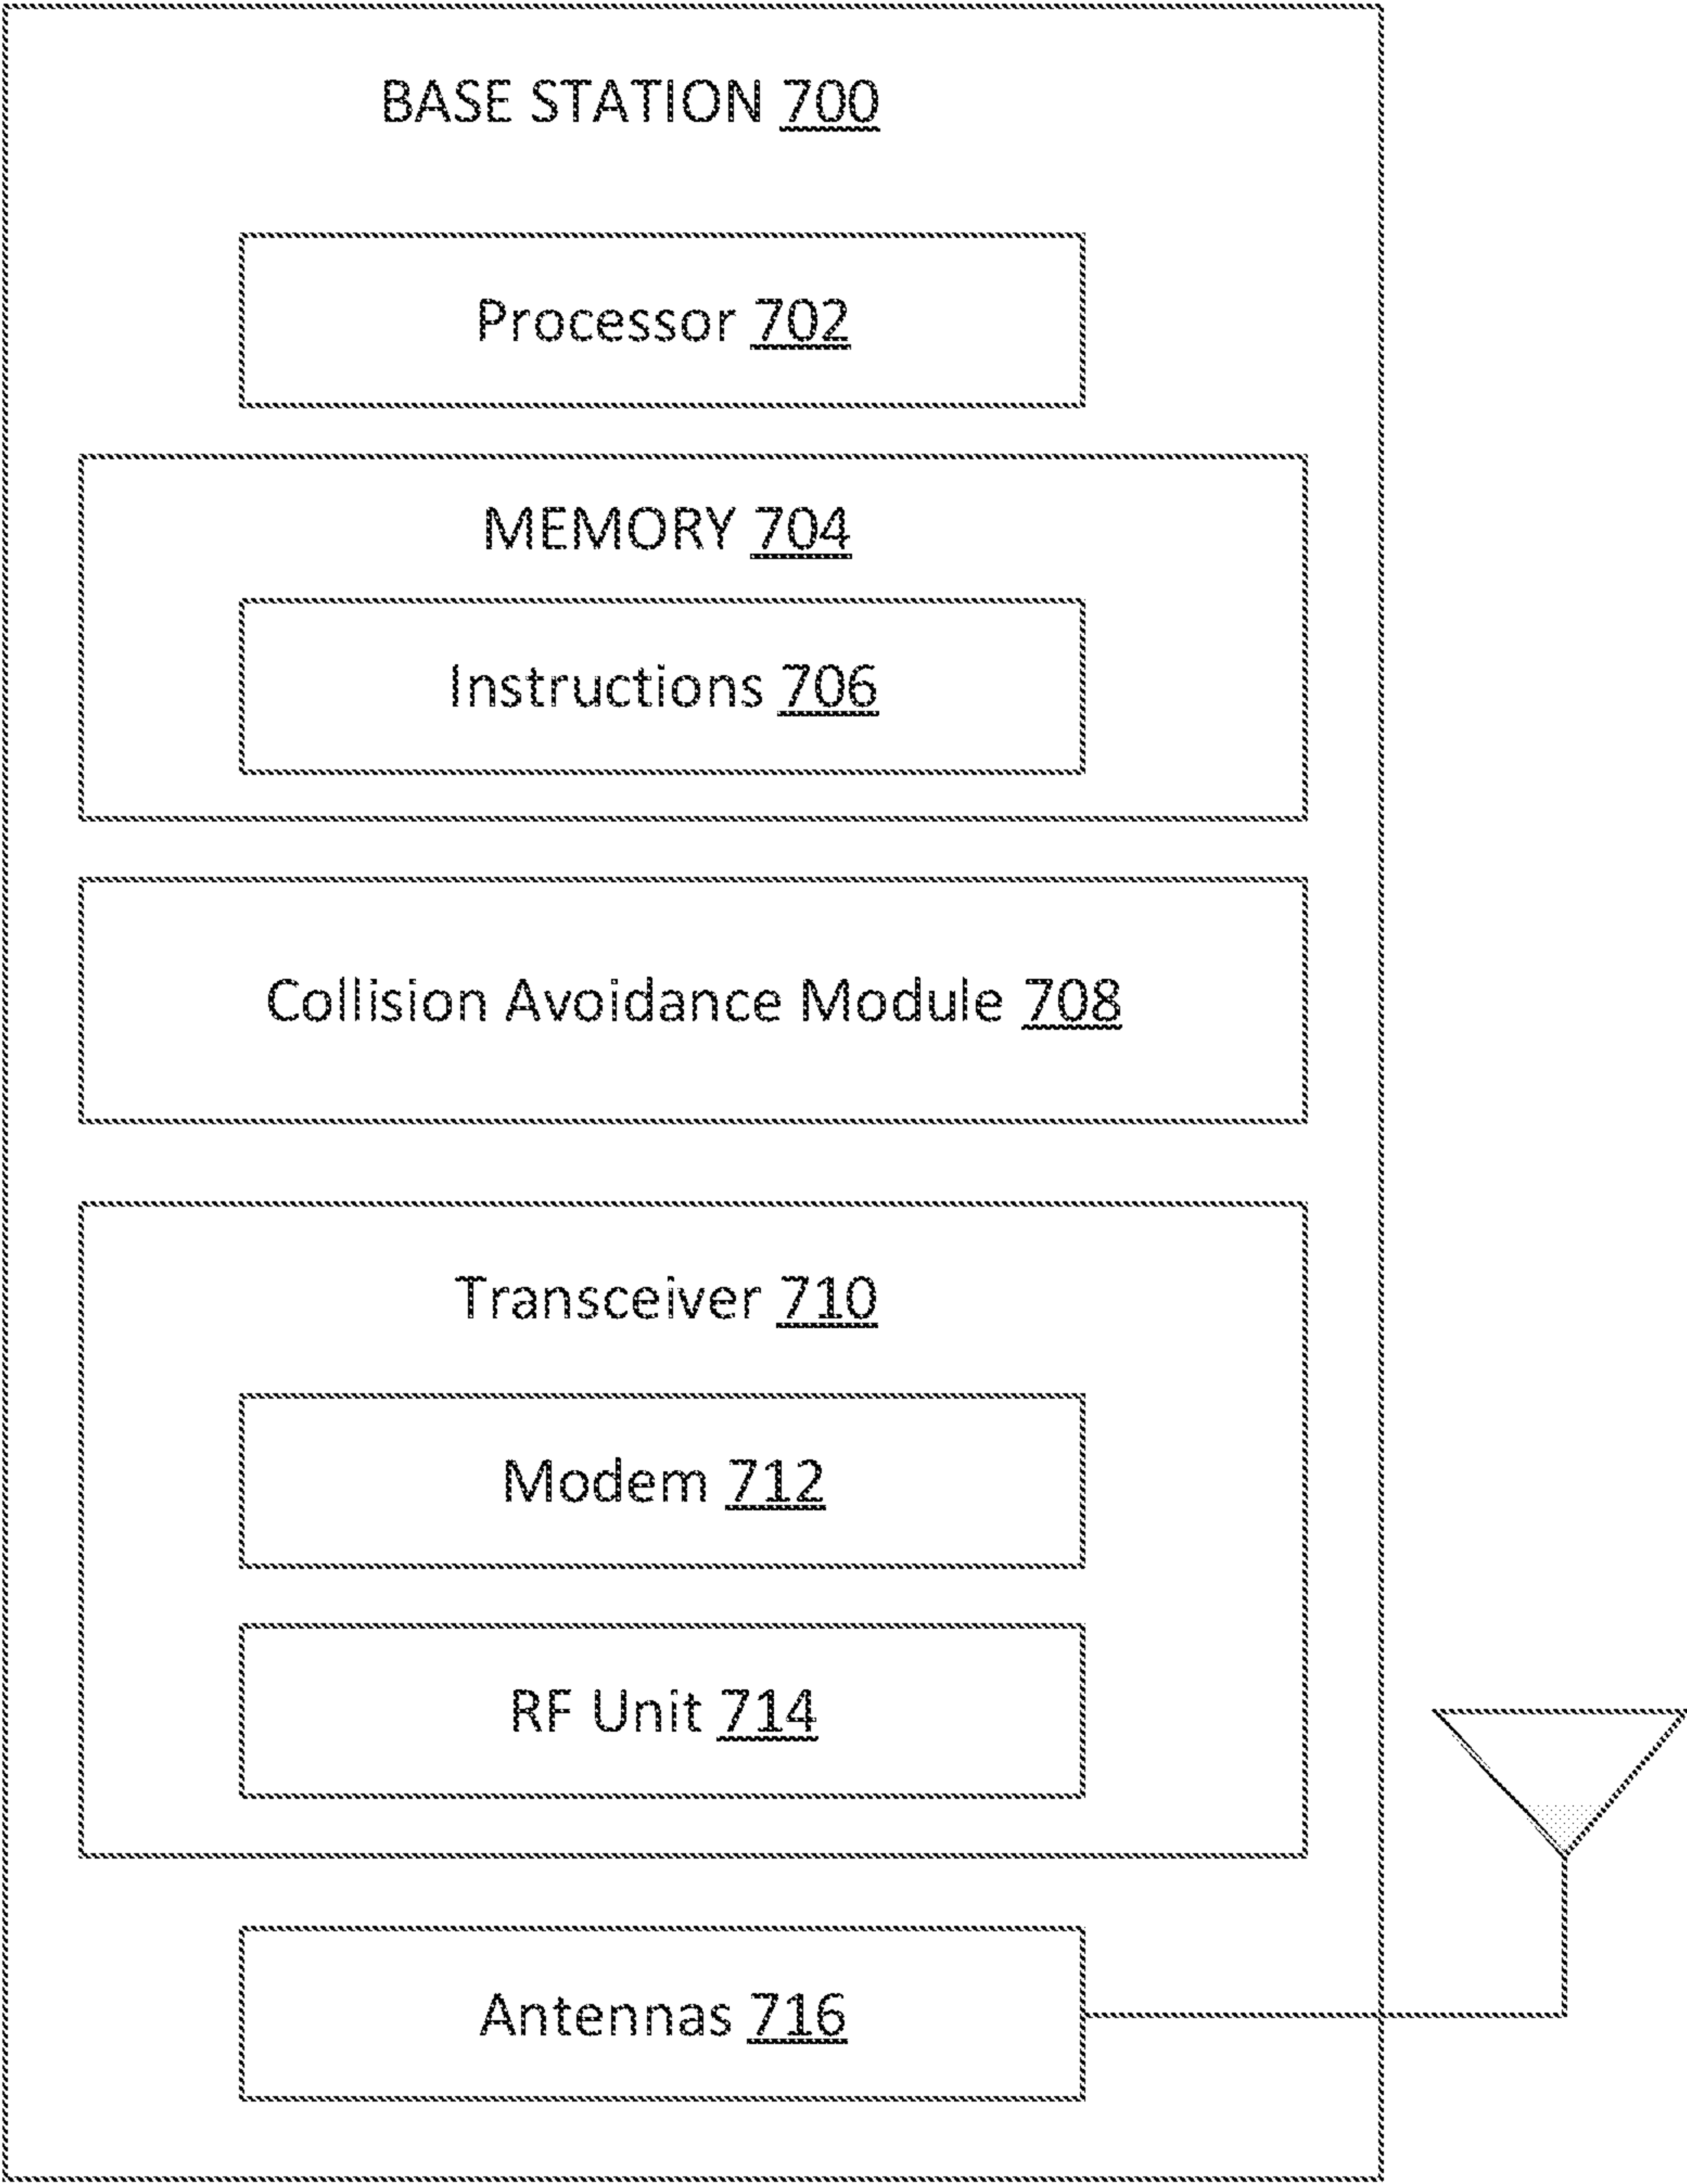 BASE STATION 700
Processor 702
MEMORY 704
Instructions 706
Collision Avoidance Module 708
Transceiver 710
Modem 712
RF Unit 714
Antennas 716